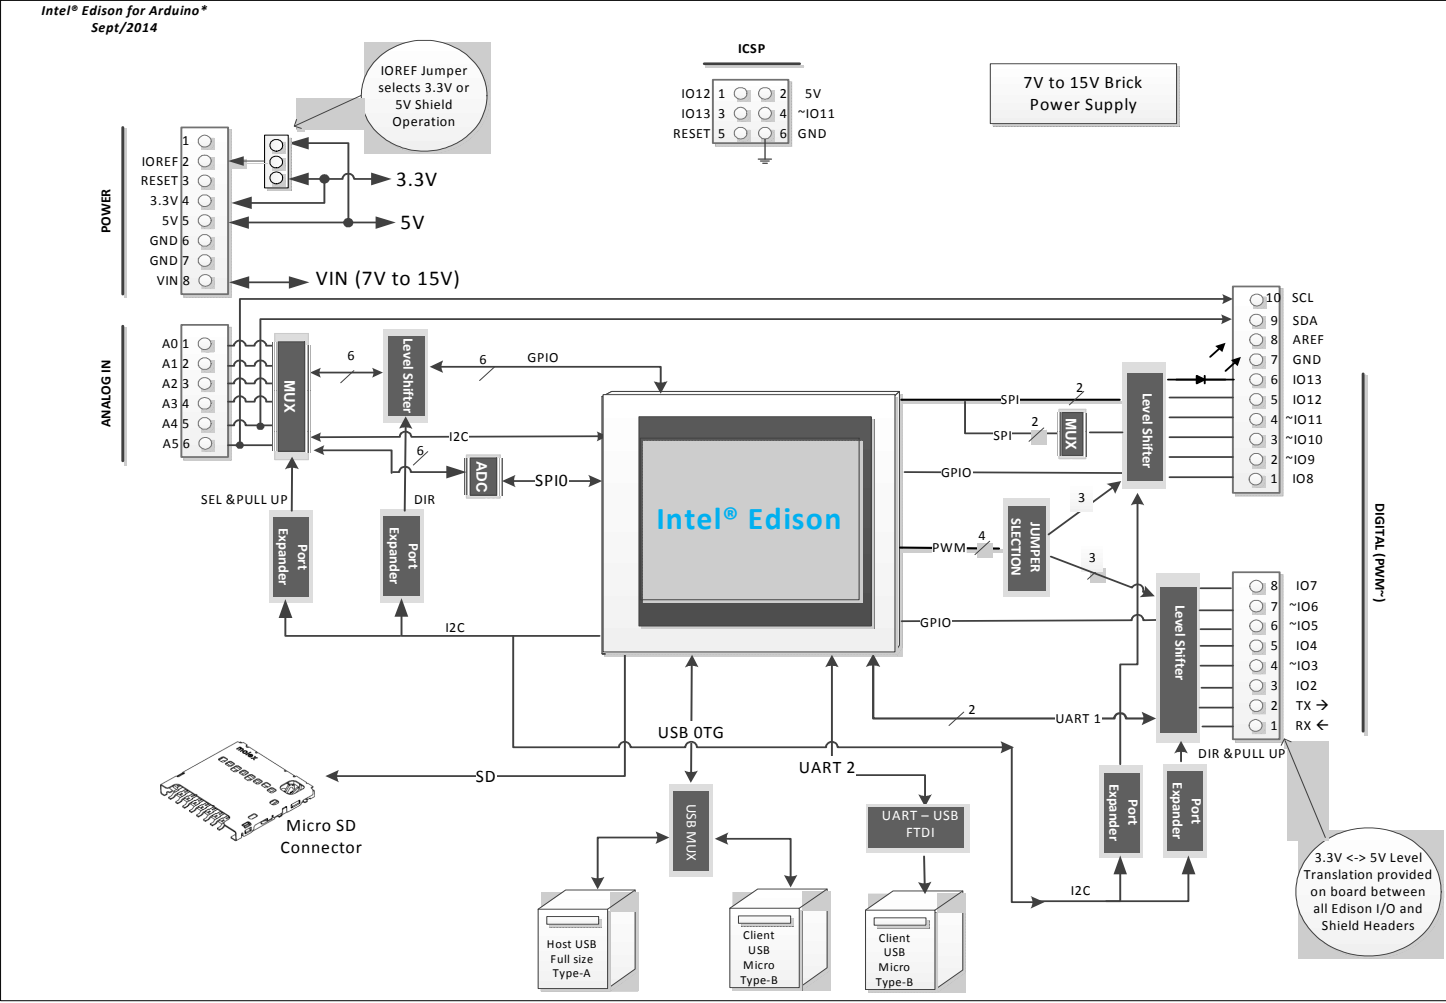 Intel® Edison for Arduino*
Sept/2014
IOREF Jumper
selects 3.3V or
5V Shield
Operation
ICSP
IO12 1 2 5V
IO13 3 4 ~IO11
RESET 5 6 GND
7V to 15V Brick
Power Supply
POWER
1
IOREF 2
RESET 3
3.3V 4
5V 5
GND 6
GND 7
VIN 8
3.3V
5V
VIN (7V to 15V)
ANALOG IN
A0 1
A1 2
A2 3
A3 4
A4 5
A5 6
MUX
6
Level Shifter
6
GPIO
I2C
6
ADC
SPI0
SEL & PULL UP
DIR
Port
Expander
Port
Expander
I2C
Intel® Edison
SPI
2
SPI
2
MUX
Level Shifter
GPIO
PWM
4
JUMPER
SLECTION
3
3
GPIO
Level Shifter
10 SCL
9 SDA
8 AREF
7 GND
6 IO13
5 IO12
4 ~IO11
3 ~IO10
2 ~IO9
1 IO8
DIGITAL (PWM~)
8 IO7
7 ~IO6
6 ~IO5
5 IO4
4 ~IO3
3 IO2
2 TX →
1 RX ←
2
UART 1
DIR & PULL UP
USB 0TG
UART 2
SD
molex
Micro SD
Connector
USB MUX
UART – USB
FTDI
Port
Expander
Port
Expander
I2C
Host USB
Full size
Type-A
Client
USB
Micro
Type-B
Client
USB
Micro
Type-B
3.3V <-> 5V Level
Translation provided
on board between
all Edison I/O and
Shield Headers